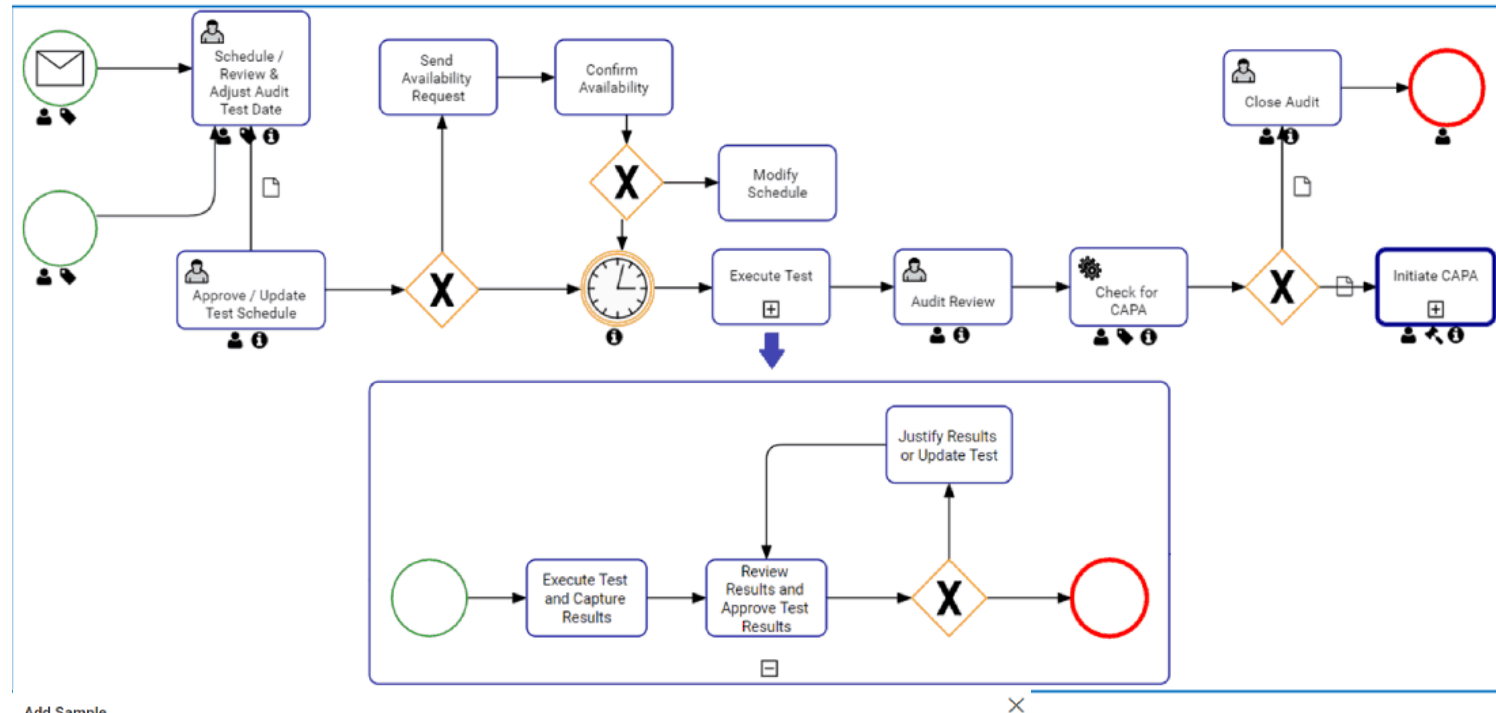 Schedule /
Review &
Adjust Audit
Test Date
Send
Availability
Request
Confirm
Availability
Close Audit
X
Modify
Schedule
Approve / Update
Test Schedule
X
Execute Test
Audit Review
Check for
CAPA
X
Initiate CAPA
Justify Results
or Update Test
Execute Test
and Capture
Results
Review
Results and
Approve Test
Results
X
Add Sample